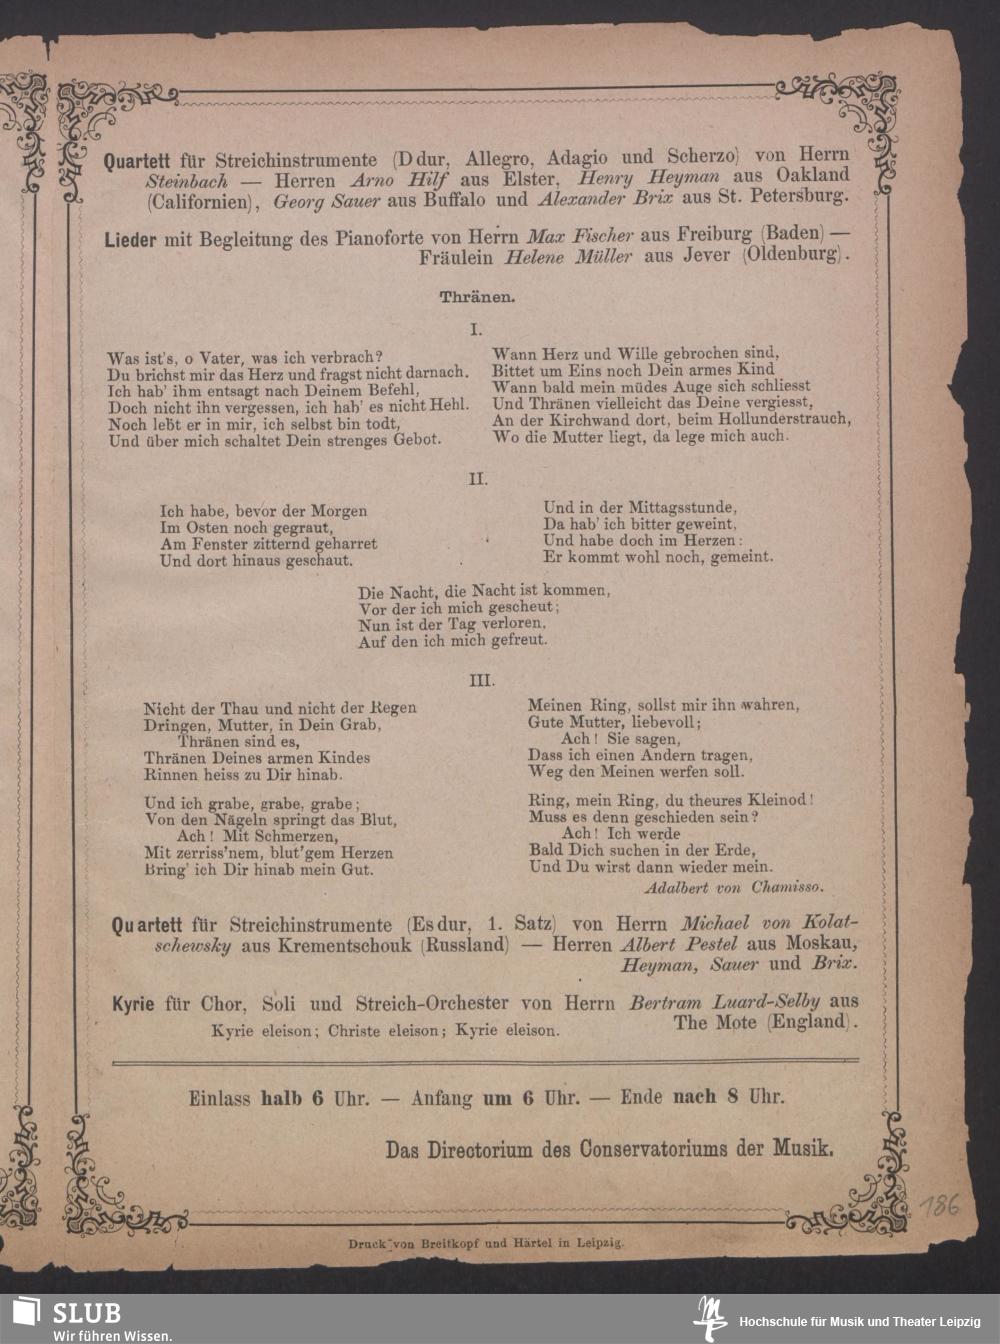 Quartett für Streichinstrumente (D dur, Allegro, Adagio und Scherzo) von Herrn
Steinbach — Herren Arno Hilf aus Elster, Henry Heyman aus Oakland
(Californien), Georg Sauer aus Buffalo und Alexander Brix aus St. Petersburg.
Lieder mit Begleitung des Pianoforte von Herrn Max Fischer aus Freiburg (Baden) —
Fräulein Helene Müller aus Jever (Oldenburg).
Thränen.
I.
Was ist's, o Vater, was ich verbrach?
Du brichst mir das Herz und fragst nicht darnach.
Ich hab' ihm entsagt nach Deinem Befehl,
Doch nicht ihn vergessen, ich hab' es nicht Hehl.
Noch lebt er in mir, ich selbst bin todt,
Und über mich schaltet Dein strenges Gebot.
Wann Herz und Wille gebrochen sind,
Bittet um Eins noch Dein armes Kind
Wann bald mein müdes Auge sich schliesst
Und Thränen vielleicht das Deine vergiesst,
An der Kirchwand dort, beim Hollunderstrauch,
Wo die Mutter liegt, da lege mich auch.
II.
Ich habe, bevor der Morgen
Im Osten noch gegraut,
Am Fenster zitternd geharret
Und dort hinaus geschaut.
Und in der Mittagsstunde,
Da hab' ich bitter geweint,
Und habe doch im Herzen:
Er kommt wohl noch, gemeint.
Die Nacht, die Nacht ist kommen,
Vor der ich mich gescheut;
Nun ist der Tag verloren,
Auf den ich mich gefreut.
III.
Nicht der Thau und nicht der Regen
Dringen, Mutter, in Dein Grab,
Thränen sind es,
Thränen Deines armen Kindes
Rinnen heiss zu Dir hinab.
Und ich grabe, grabe, grabe;
Von den Nägeln springt das Blut,
Ach! Mit Schmerzen,
Mit zerriss'nem, blut'gem Herzen
Bring' ich Dir hinab mein Gut.
Meinen Ring, sollst mir ihn wahren,
Gute Mutter, liebevoll;
Ach! Sie sagen,
Dass ich einen Andern tragen,
Weg den Meinen werfen soll.
Ring, mein Ring, du theures Kleinod!
Muss es denn geschieden sein?
Ach! Ich werde
Bald Dich suchen in der Erde,
Und Du wirst dann wieder mein.
Adalbert von Chamisso.
Quartett für Streichinstrumente (Es dur, 1. Satz) von Herrn Michael von Kolat-
schewsky aus Krementschouk (Russland) — Herren Albert Pestel aus Moskau,
Heyman, Sauer und Brix.
Kyrie für Chor, Soli und Streich-Orchester von Herrn Bertram Luard-Selby aus
The Mote (England).
Kyrie eleison; Christe eleison; Kyrie eleison.
Einlass halb 6 Uhr. — Anfang um 6 Uhr. — Ende nach 8 Uhr.
Das Directorium des Conservatoriums der Musik.
186
Druck von Breitkopf und Härtel in Leipzig.
SLUB
Wir führen Wissen.
Hochschule für Musik und Theater Leipzig